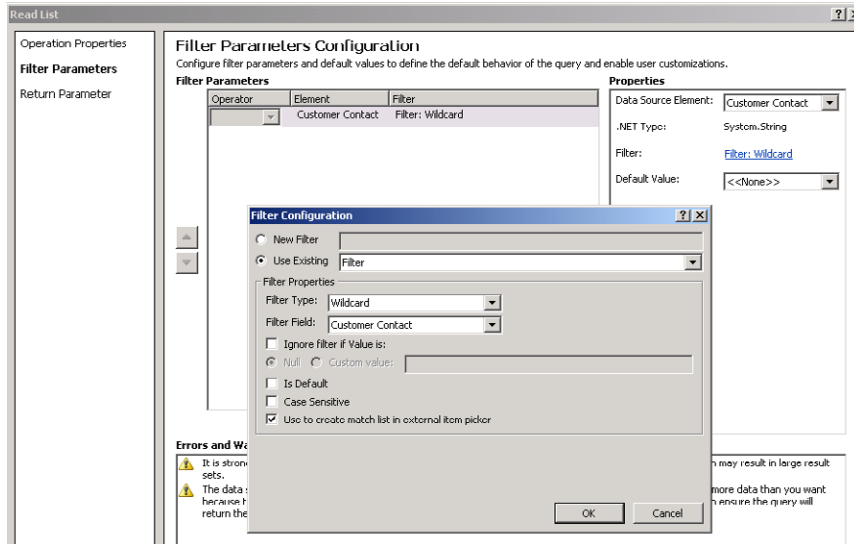 Read List
Operation Properties
Filter Parameters
Return Parameter
Filter Parameters Configuration
Configure filter parameters and default values to define the default behavior of the query and enable user customizations.
Filter Parameters
Operator Element Filter
Customer Contact Filter: Wildcard
Properties
Data Source Element: Customer Contact
.NET Type: System.String
Filter: Filter: Wildcard
Default Value: <<None>>
Filter Configuration
New Filter
Use Existing Filter
Filter Properties
Filter Type: Wildcard
Filter Field: Customer Contact
Ignore filter if Value is:
Null Custom value:
Is Default
Case Sensitive
Use to create match list in external item picker
OK Cancel
Errors and
It is may result in large result
sets.
The data more data than you want
because ensure the query will
return the